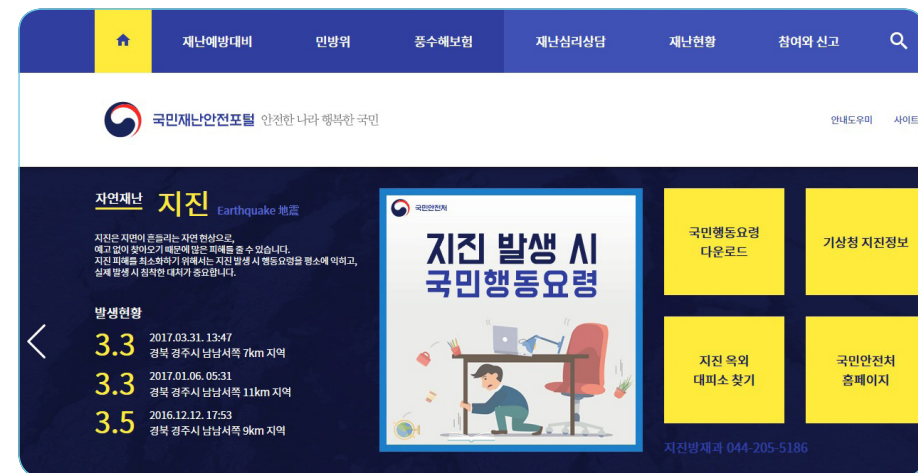 재난예방대비 민방위 풍수해보험 재난심리상담 재난현황 참여와 신고
국민재난안전포털 안전한 나라 행복한 국민
안내도우미 사이트
자연재난 지진 Earthquake 地震
지진은 지면이 흔들리는 자연 현상으로,
예고 없이 찾아오기 때문에 많은 피해를 줄 수 있습니다.
지진 피해를 최소화하기 위해서는 지진 발생 시 행동요령을 평소에 익히고,
실제 발생 시 침착한 대처가 중요합니다.
발생현황
3.3 2017.03.31. 13:47
경북 경주시 남남서쪽 7km 지역
3.3 2017.01.06. 05:31
경북 경주시 남남서쪽 11km 지역
3.5 2016.12.12. 17:53
경북 경주시 남남서쪽 9km 지역
국민안전처
지진 발생 시
국민행동요령
국민행동요령
다운로드
기상청 지진정보
지진 옥외
대피소 찾기
국민안전처
홈페이지
지진방재과 044-205-5186